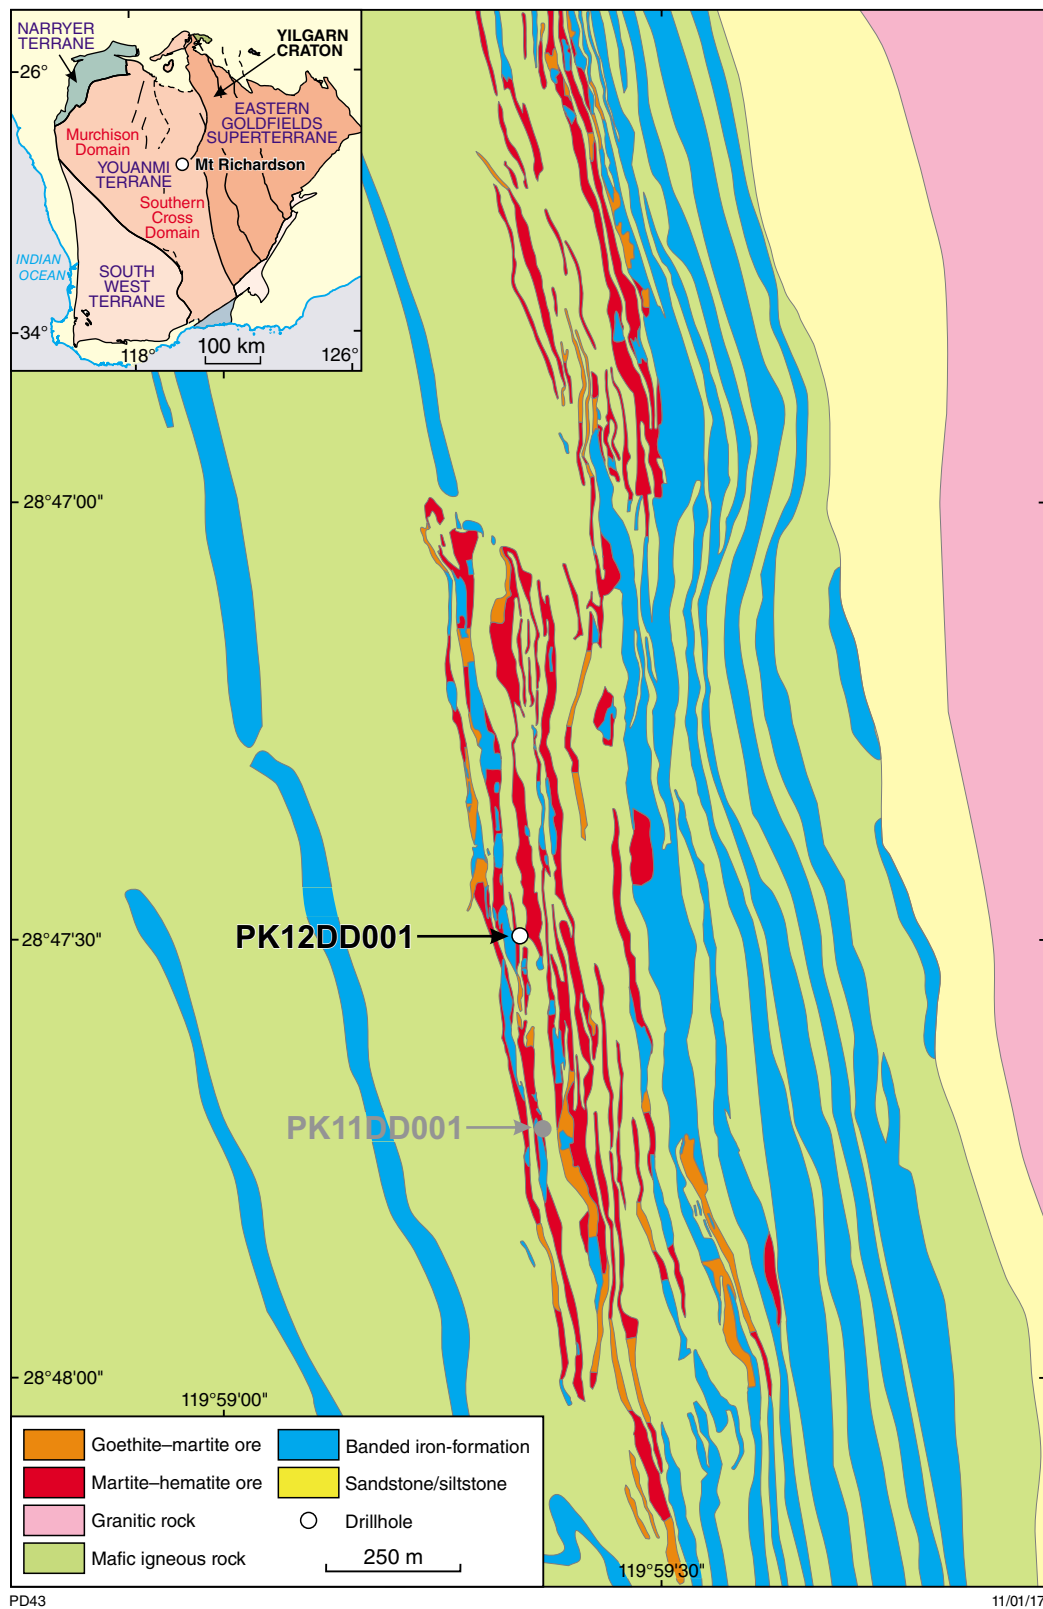 NARRYER
TERRANE
YILGARN
CRATON
26°
EASTERN
GOLDFIELDS
SUPERTERRANE
Murchison
Domain
YOUANMI
TERRANE
Mt Richardson
Southern
Cross
Domain
INDIAN
OCEAN
SOUTH
WEST
TERRANE
34°
118°
100 km
126°
28°47'00"
28°47'30"
PK12DD001
PK11DD001
28°48'00"
119°59'00"
Goethite–martite ore
Martite–hematite ore
Granitic rock
Mafic igneous rock
Banded iron-formation
Sandstone/siltstone
Drillhole
250 m
119°59'30"
PD43
11/01/17